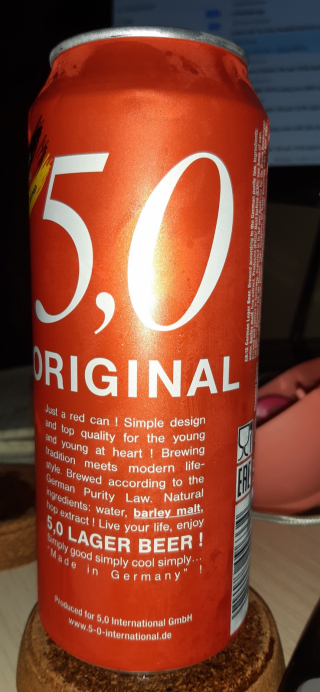 5,0
ORIGINAL
Just a red can ! Simple design
and top quality for the young
and young at heart ! Brewing
tradition meets modern life-
style. Brewed according to the
German Purity Law. Natural
ingredients: water, barley malt,
hop extract ! Live your life, enjoy
5,0 LAGER BEER !
Simply good simply cool simply...
"Made in Germany" !
Produced for 5,0 International GmbH
www.5-0-international.de
EAC